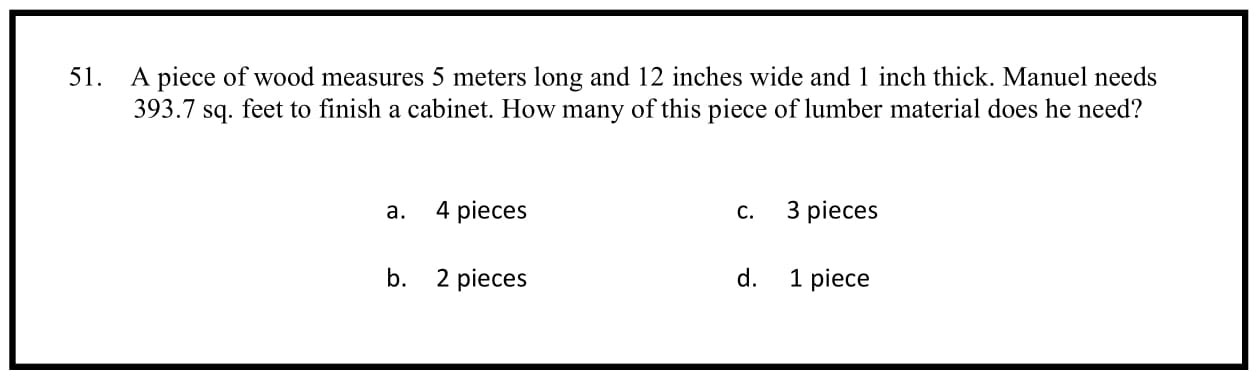 51. A piece of wood measures 5 meters long and 12 inches wide and 1 inch thick. Manuel needs
393.7 sq. feet to finish a cabinet. How many of this piece of lumber material does he need?
a. 4 pieces c. 3 pieces
b. 2 pieces d. 1 piece